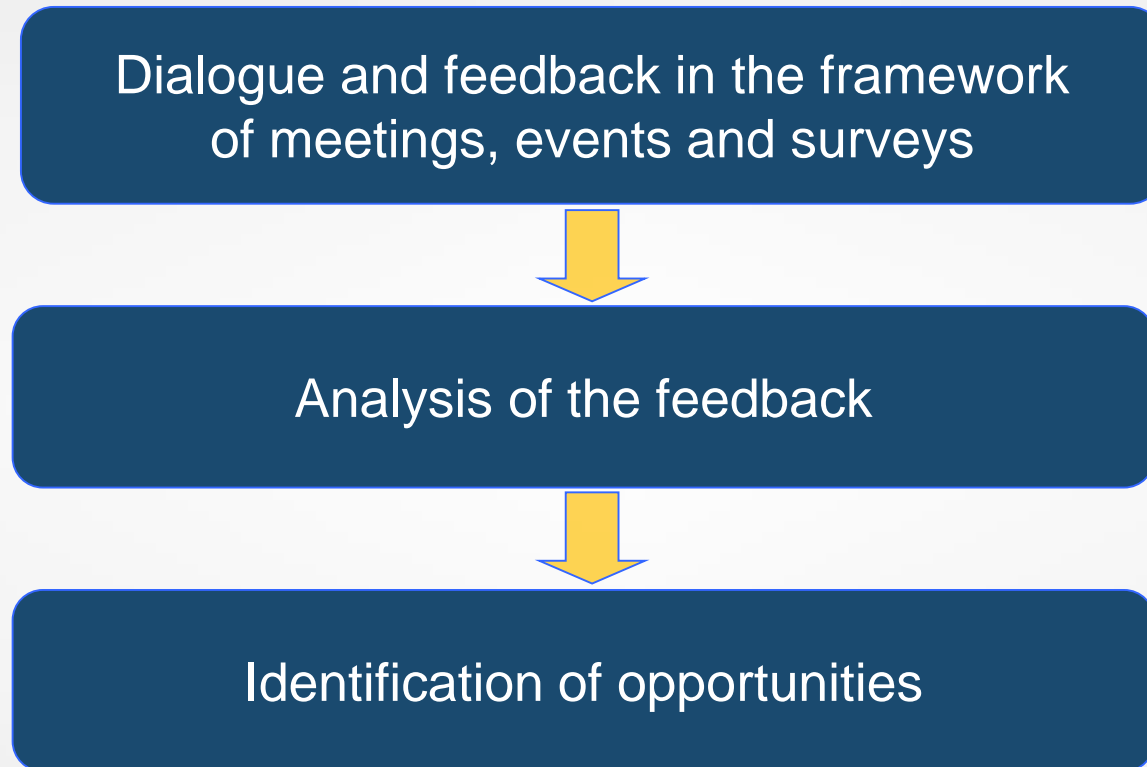 Dialogue and feedback in the framework
of meetings, events and surveys
Analysis of the feedback
Identification of opportunities